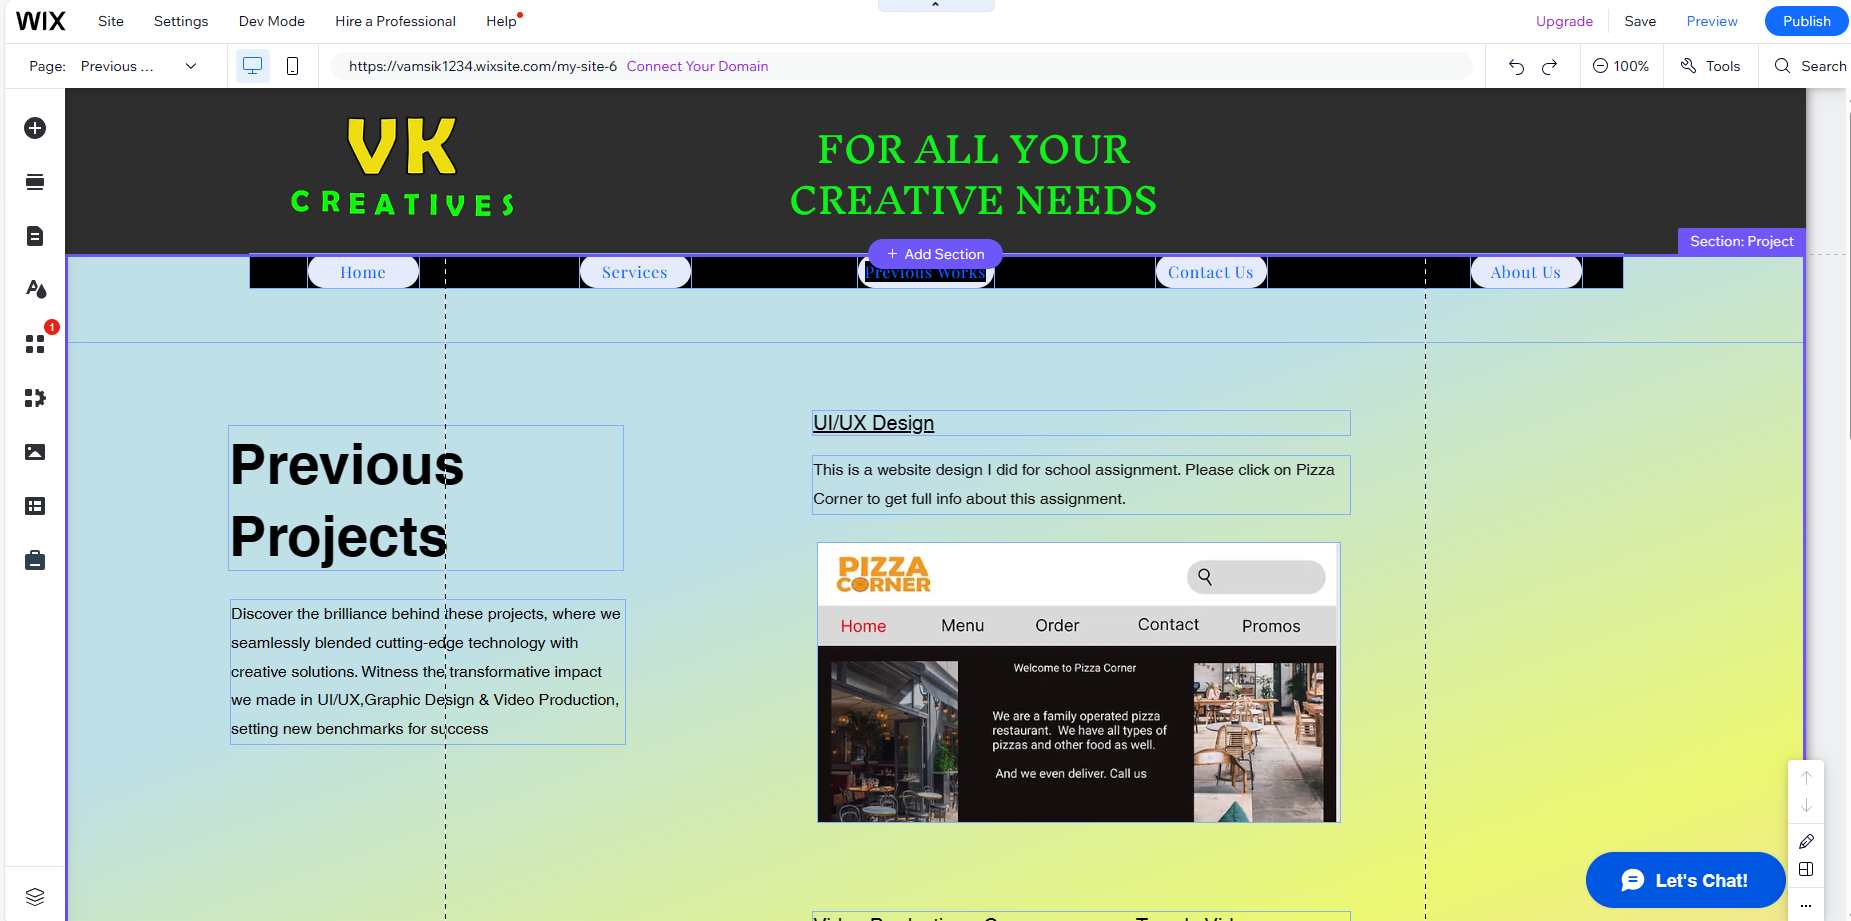 WIX Site Settings Dev Mode Hire a Professional Help Upgrade Save Preview Publish
Page: Previous ... https://vamsik1234.wixsite.com/my-site-6 Connect Your Domain 100% Tools Search
VK
CREATIVES
FOR ALL YOUR
CREATIVE NEEDS
Section: Project
+ Add Section
Home Services Previous Works Contact Us About Us
1
Previous
Projects
Discover the brilliance behind these projects, where we
seamlessly blended cutting-edge technology with
creative solutions. Witness the transformative impact
we made in UI/UX,Graphic Design & Video Production,
setting new benchmarks for success
UI/UX Design
This is a website design I did for school assignment. Please click on Pizza
Corner to get full info about this assignment.
PIZZA
CORNER
Home Menu Order Contact Promos
Welcome to Pizza Corner
We are a family operated pizza
restaurant. We have all types of
pizzas and other food as well.
And we even deliver. Call us
Let's Chat!